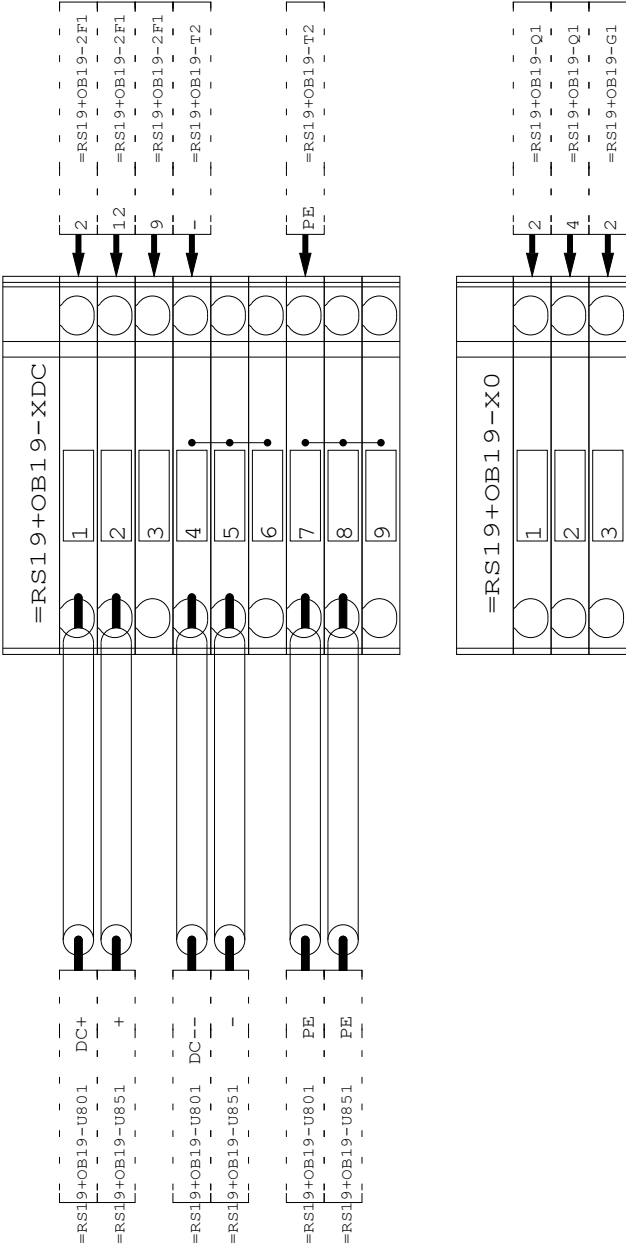 =RS19+OB19-2F1
=RS19+OB19-2F1
=RS19+OB19-2F1
=RS19+OB19-T2
=RS19+OB19-T2
=RS19+OB19-Q1
=RS19+OB19-Q1
=RS19+OB19-G1
2
12
9
-
PE
2
4
2
=RS19+OB19-XDC
1
2
3
4
5
6
7
8
9
=RS19+OB19-X0
1
2
3
DC+
+
DC--
-
PE
PE
=RS19+OB19-U801
=RS19+OB19-U851
=RS19+OB19-U801
=RS19+OB19-U851
=RS19+OB19-U801
=RS19+OB19-U851